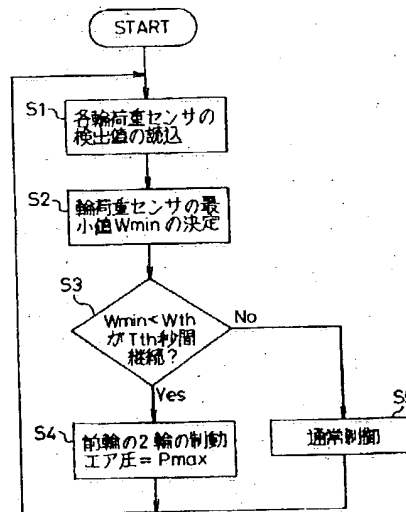 START
S1
各輪荷重センサの
検出値の読込
S2
輪荷重センサの最
小値Wminの決定
S3
Wmin<Wth
がTth秒間
継続?
No
Yes
S4
前輪の2輪の制動
エア圧=Pmax
S5
通常制御